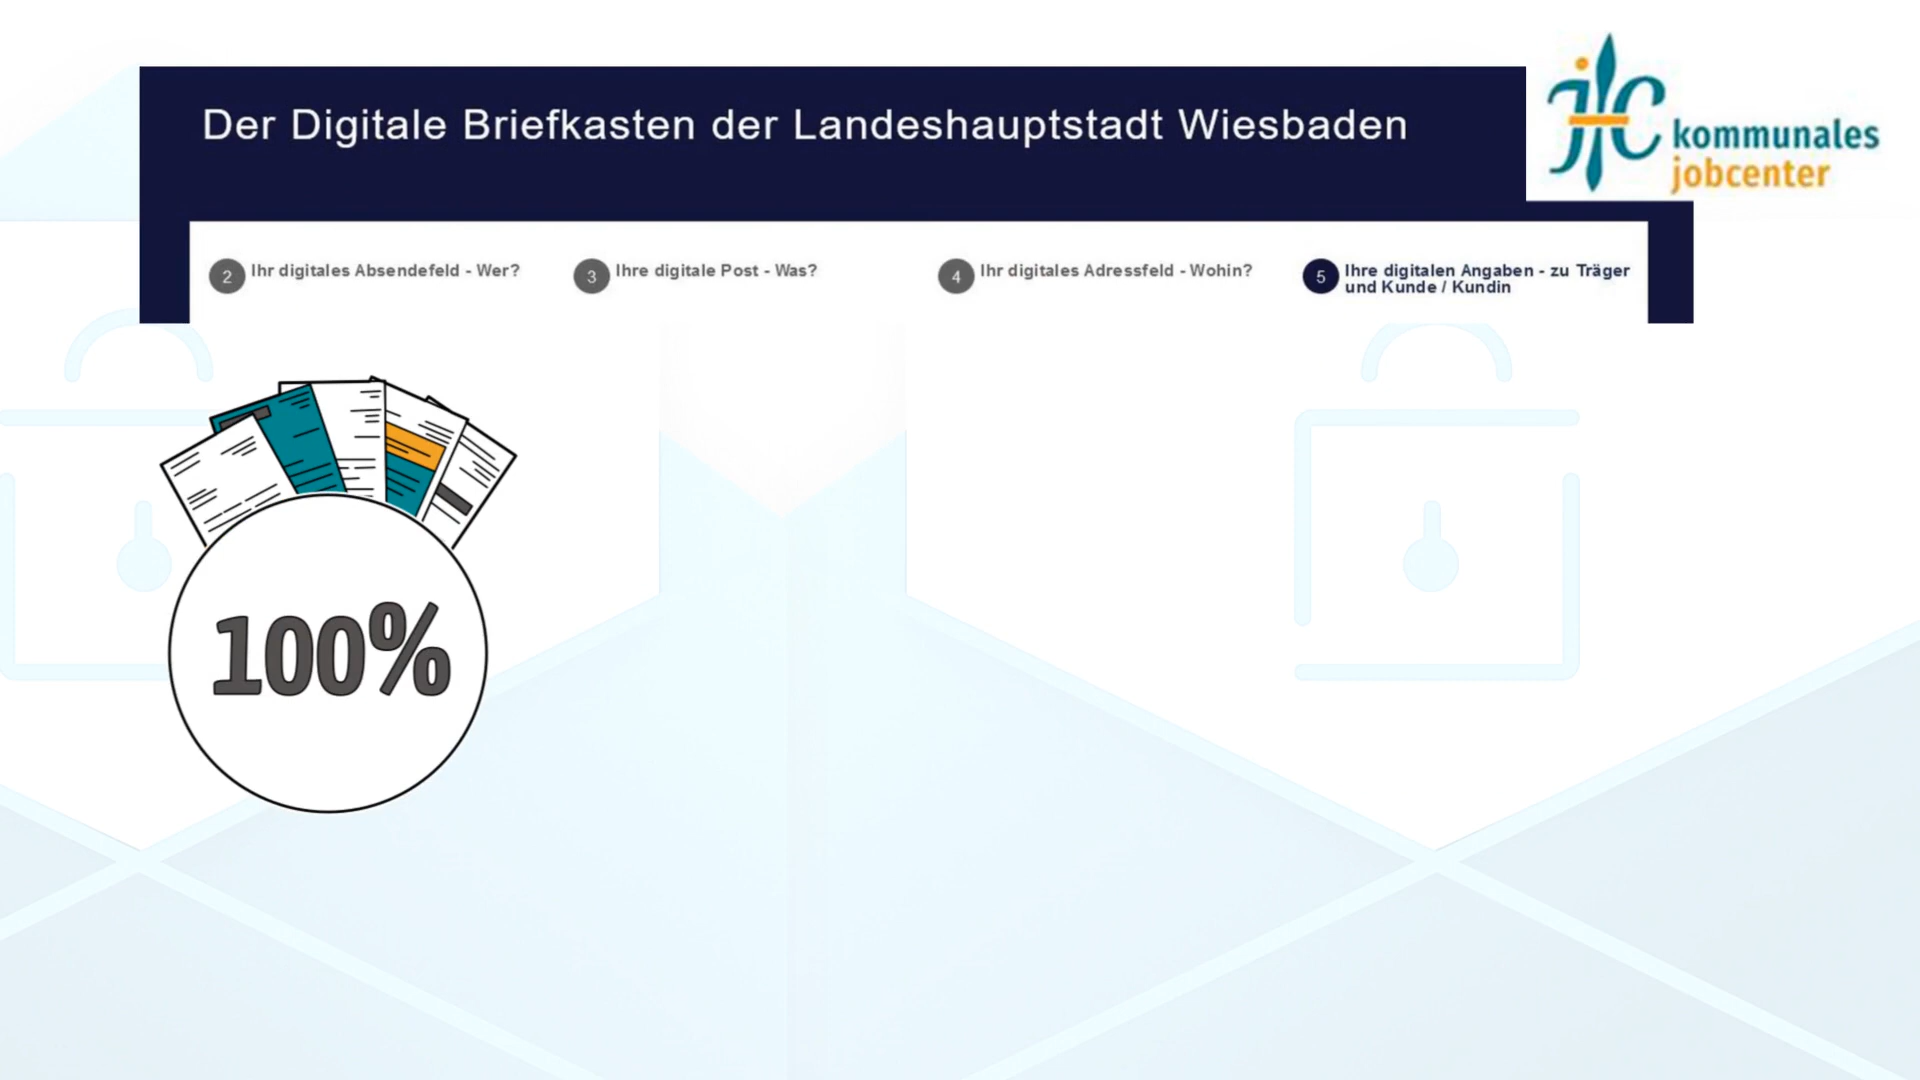 Der Digitale Briefkasten der Landeshauptstadt Wiesbaden
jc kommunales
jobcenter
2 Ihr digitales Absendefeld - Wer?
3 Ihre digitale Post - Was?
4 Ihr digitales Adressfeld - Wohin?
5 Ihre digitalen Angaben - zu Träger
und Kunde / Kundin
100%